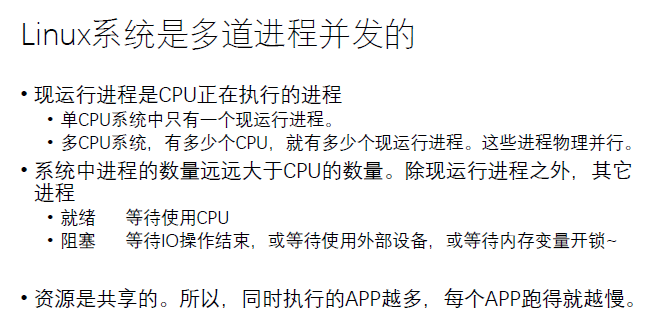 Linux系统是多道进程并发的
• 现运行进程是CPU正在执行的进程
• 单CPU系统中只有一个现运行进程。
• 多CPU系统，有多少个CPU，就有多少个现运行进程。这些进程物理并行。
• 系统中进程的数量远远大于CPU的数量。除现运行进程之外，其它
进程
• 就绪 等待使用CPU
• 阻塞 等待IO操作结束，或等待使用外部设备，或等待内存变量开锁~
• 资源是共享的。所以，同时执行的APP越多，每个APP跑得就越慢。